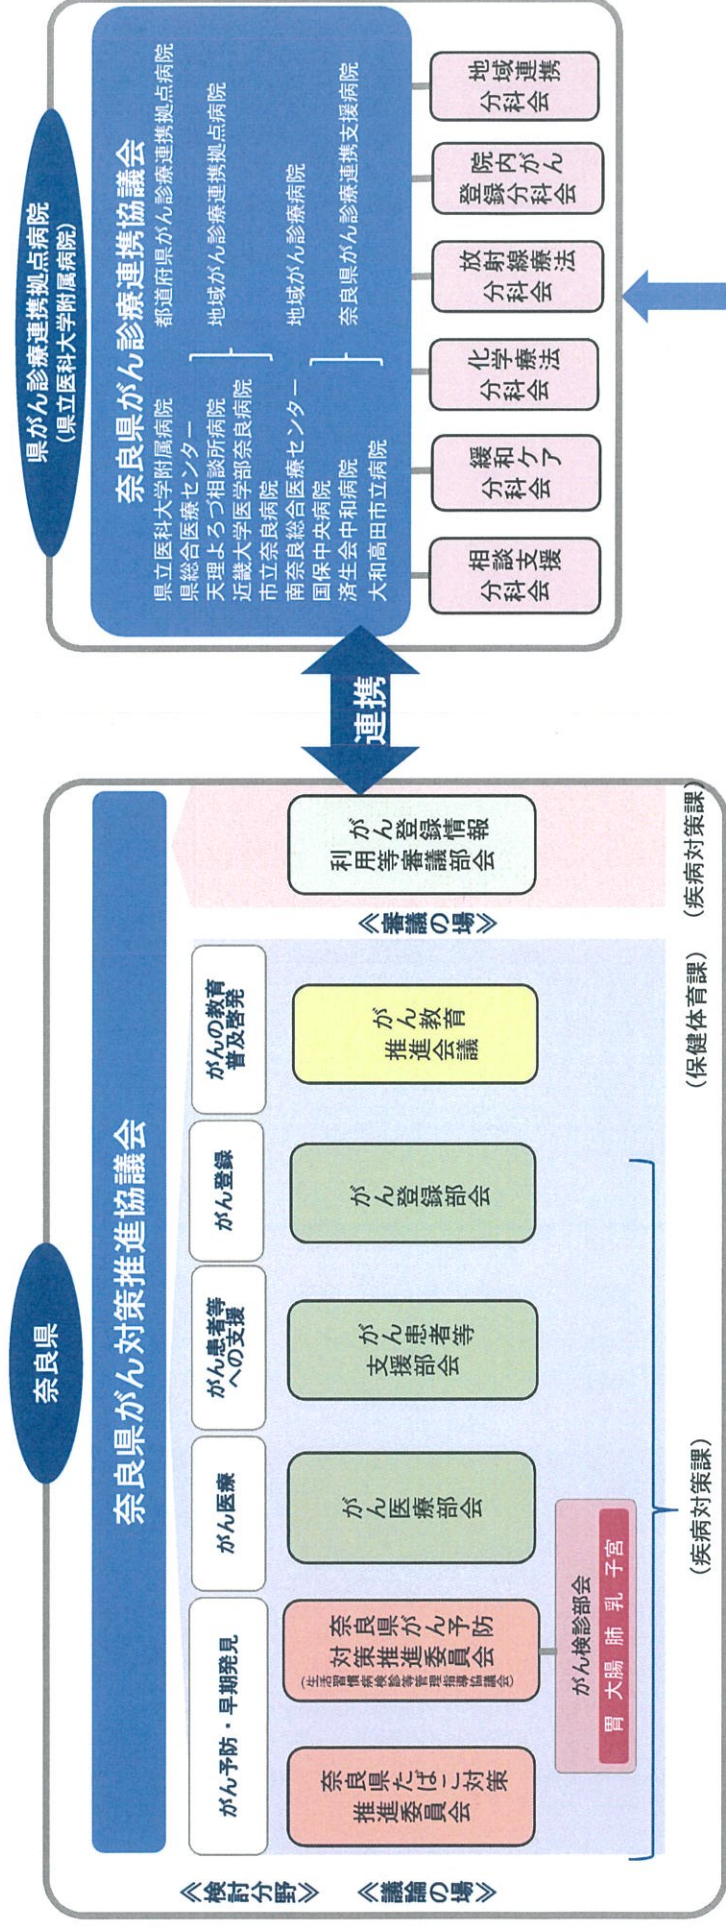 奈良県
奈良県がん対策推進協議会
≪検討分野≫
がん予防・早期発見
がん医療
がん患者等
への支援
がん登録
がんの教育
普及啓発
≪議論の場≫
奈良県たばこ対策
推進委員会
奈良県がん予防
対策推進委員会
(生活習慣病検診等管理指導協議会)
がん検診部会
胃 大腸 肺 乳 子宮
がん医療部会
がん患者等
支援部会
がん登録部会
がん教育
推進会議
≪審議の場≫
がん登録情報
利用等審議部会
(疾病対策課)
(保健体育課)
(疾病対策課)
連携
県がん診療連携拠点病院
(県立医科大学附属病院)
奈良県がん診療連携協議会
県立医科大学附属病院 都道府県がん診療連携拠点病院
県総合医療センター
天理よろづ相談所病院 地域がん診療連携拠点病院
近畿大学医学部奈良病院
市立奈良病院
南奈良総合医療センター 地域がん診療病院
国保中央病院
済生会中和病院 奈良県がん診療連携支援病院
大和高田市立病院
相談支援
分科会
緩和ケア
分科会
化学療法
分科会
放射線療法
分科会
院内がん
登録分科会
地域連携
分科会